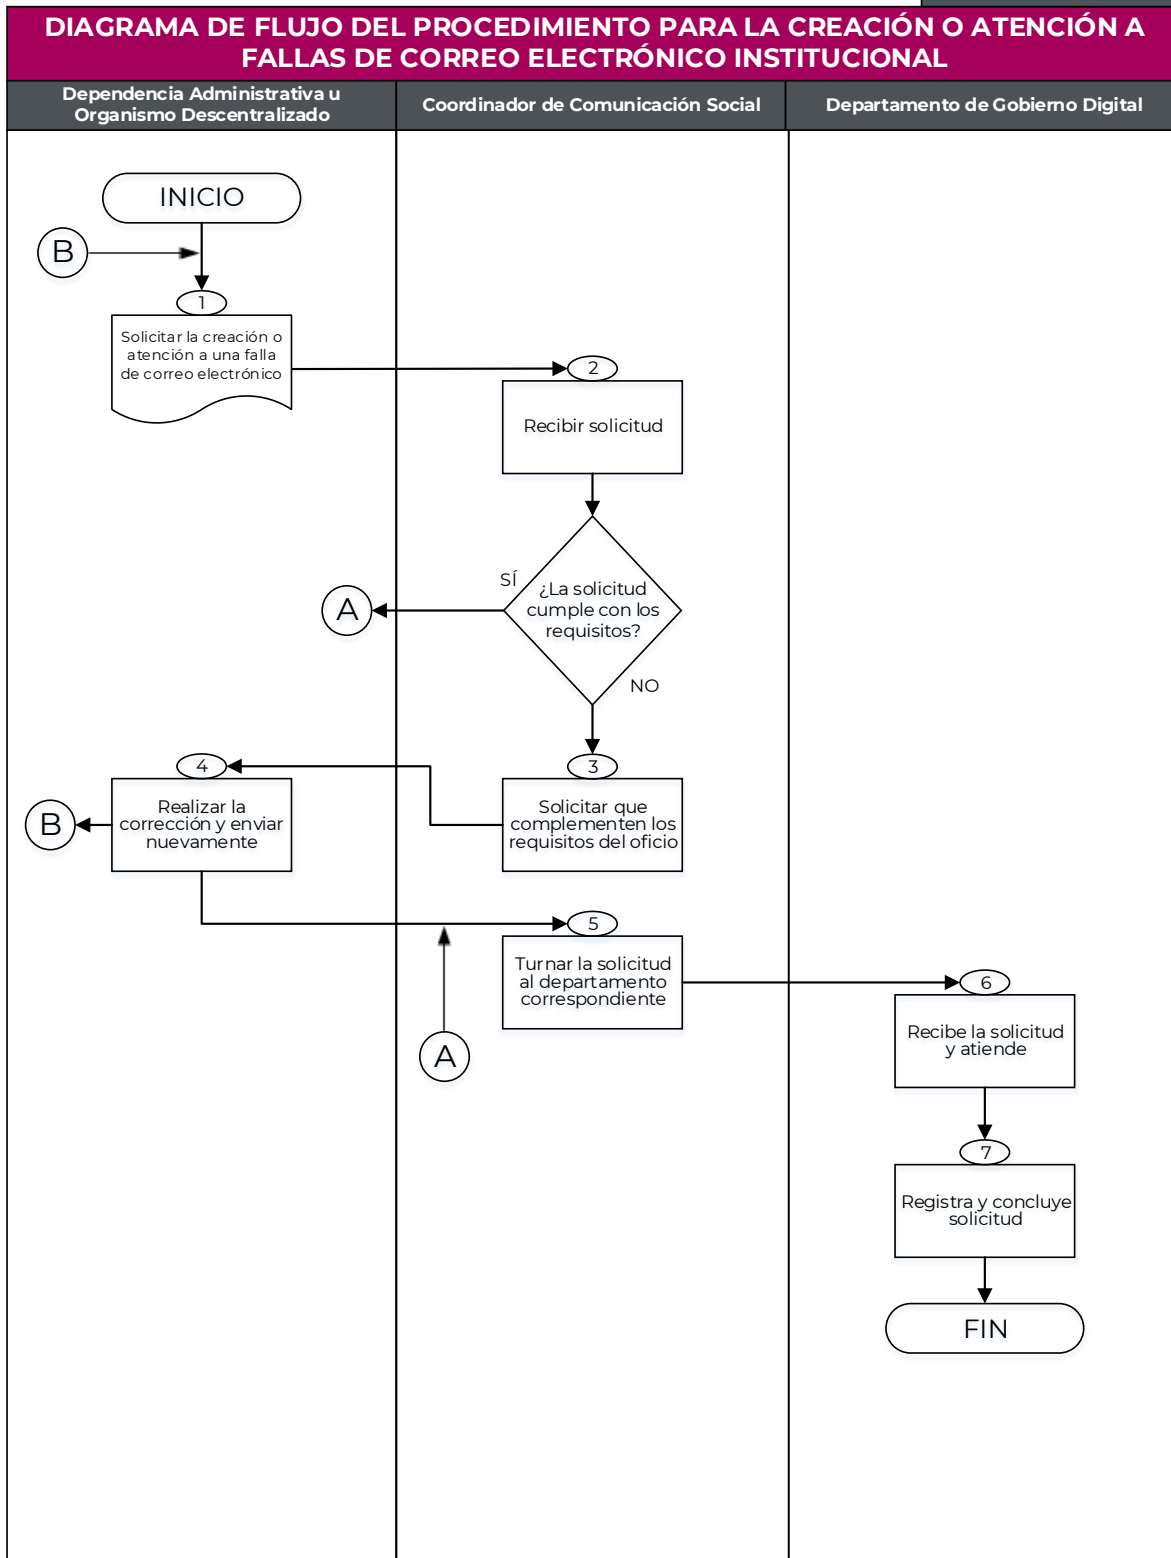 DIAGRAMA DE FLUJO DEL PROCEDIMIENTO PARA LA CREACIÓN O ATENCIÓN A
FALLAS DE CORREO ELECTRÓNICO INSTITUCIONAL
Dependencia Administrativa u
Organismo Descentralizado
Coordinador de Comunicación Social
Departamento de Gobierno Digital
INICIO
B
1
Solicitar la creación o
atención a una falla
de correo electrónico
2
Recibir solicitud
¿La solicitud
cumple con los
requisitos?
SÍ
A
NO
3
Solicitar que
complementen los
requisitos del oficio
4
Realizar la
corrección y enviar
nuevamente
B
5
Turnar la solicitud
al departamento
correspondiente
A
6
Recibe la solicitud
y atiende
7
Registra y concluye
solicitud
FIN